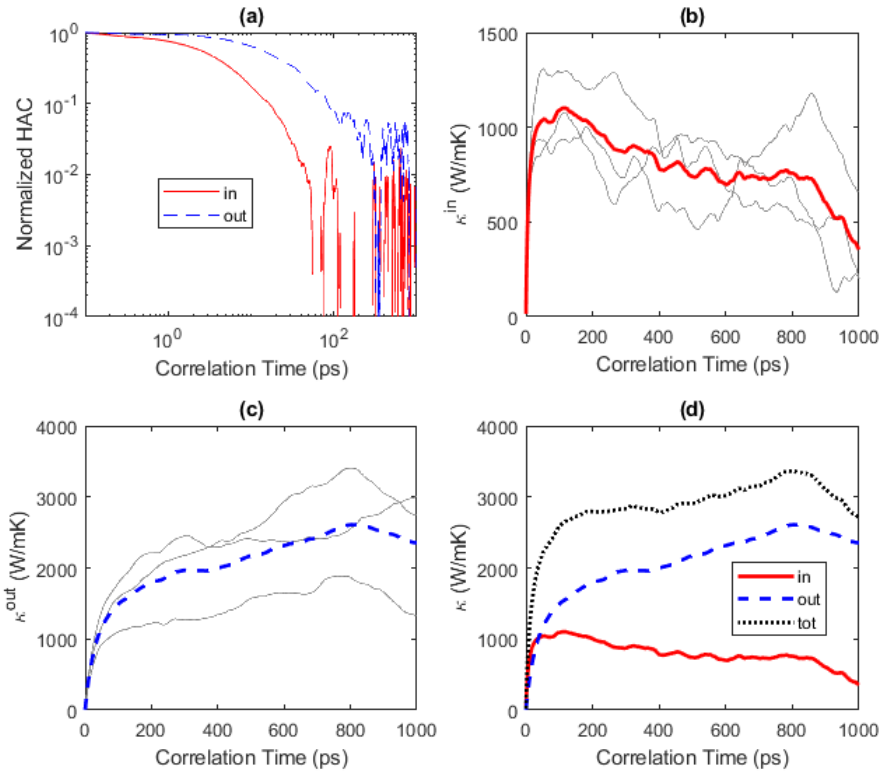 (a)
10^0
10^-1
10^-2
10^-3
10^-4
Normalized HAC
in
out
10^0
10^2
Correlation Time (ps)
(b)
1500
1000
500
0
κ^in (W/mK)
0
200
400
600
800
1000
Correlation Time (ps)
(c)
4000
3000
2000
1000
0
κ^out (W/mK)
0
200
400
600
800
1000
Correlation Time (ps)
(d)
4000
3000
2000
1000
0
κ (W/mK)
in
out
tot
0
200
400
600
800
1000
Correlation Time (ps)